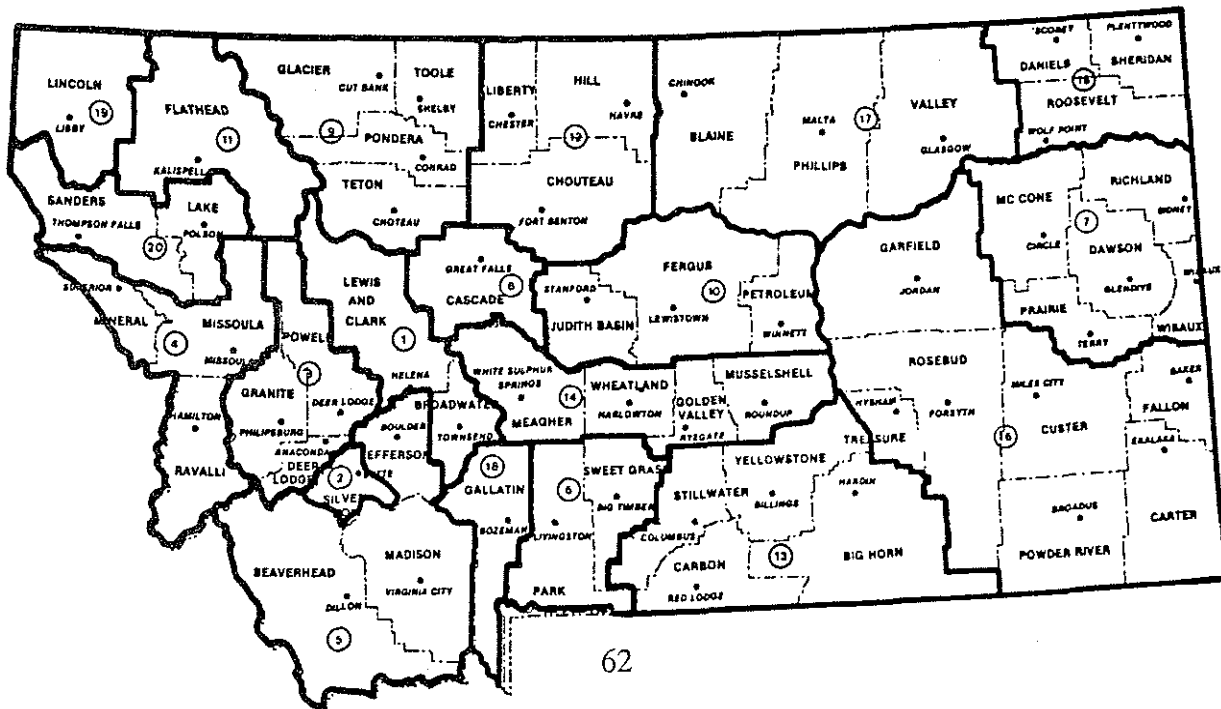 SCOBEY
PLENTYWOOD
DANIELS
SHERIDAN
ROOSEVELT
WOLF POINT
LINCOLN
19
LIBBY
FLATHEAD
11
KALISPELL
GLACIER
CUT BANK
TOOLE
SHELBY
9
PONDERA
CONRAD
TETON
CHOTEAU
LIBERTY
CHESTER
HILL
HAVRE
12
CHOUTEAU
FORT BENTON
CHINOOK
BLAINE
MALTA
PHILLIPS
17
VALLEY
GLASGOW
MC CONE
RICHLAND
SIDNEY
7
CIRCLE
DAWSON
GLENDIVE
PRAIRIE
TERRY
WIBAUX
SANDERS
THOMPSON FALLS
LAKE
POLSON
20
SUPERIOR
MINERAL
4
MISSOULA
MISSOULA
POWELL
3
GRANITE
PHILIPSBURG
DEER LODGE
ANACONDA
DEER
LODGE
HAMILTON
RAVALLI
LEWIS
AND
CLARK
1
HELENA
BROADWATER
TOWNSEND
BOULDER
JEFFERSON
2
SILVER
GREAT FALLS
CASCADE
STANFORD
JUDITH BASIN
FERGUS
10
LEWISTOWN
PETROLEUM
WINNETT
GARFIELD
JORDAN
WHITE SULPHUR
SPRINGS
14
MEAGHER
WHEATLAND
HARLOWTON
GOLDEN
VALLEY
RYEGATE
MUSSELSHELL
ROUNDUP
ROSEBUD
FORSYTH
HYSHAM
TREASURE
MILES CITY
16
CUSTER
BAKER
FALLON
EKALAKA
CARTER
BROADUS
POWDER RIVER
18
GALLATIN
BOZEMAN
6
LIVINGSTON
PARK
SWEET GRASS
BIG TIMBER
STILLWATER
COLUMBUS
YELLOWSTONE
BILLINGS
HARDIN
BIG HORN
13
CARBON
RED LODGE
BEAVERHEAD
DILLON
5
MADISON
VIRGINIA CITY
62